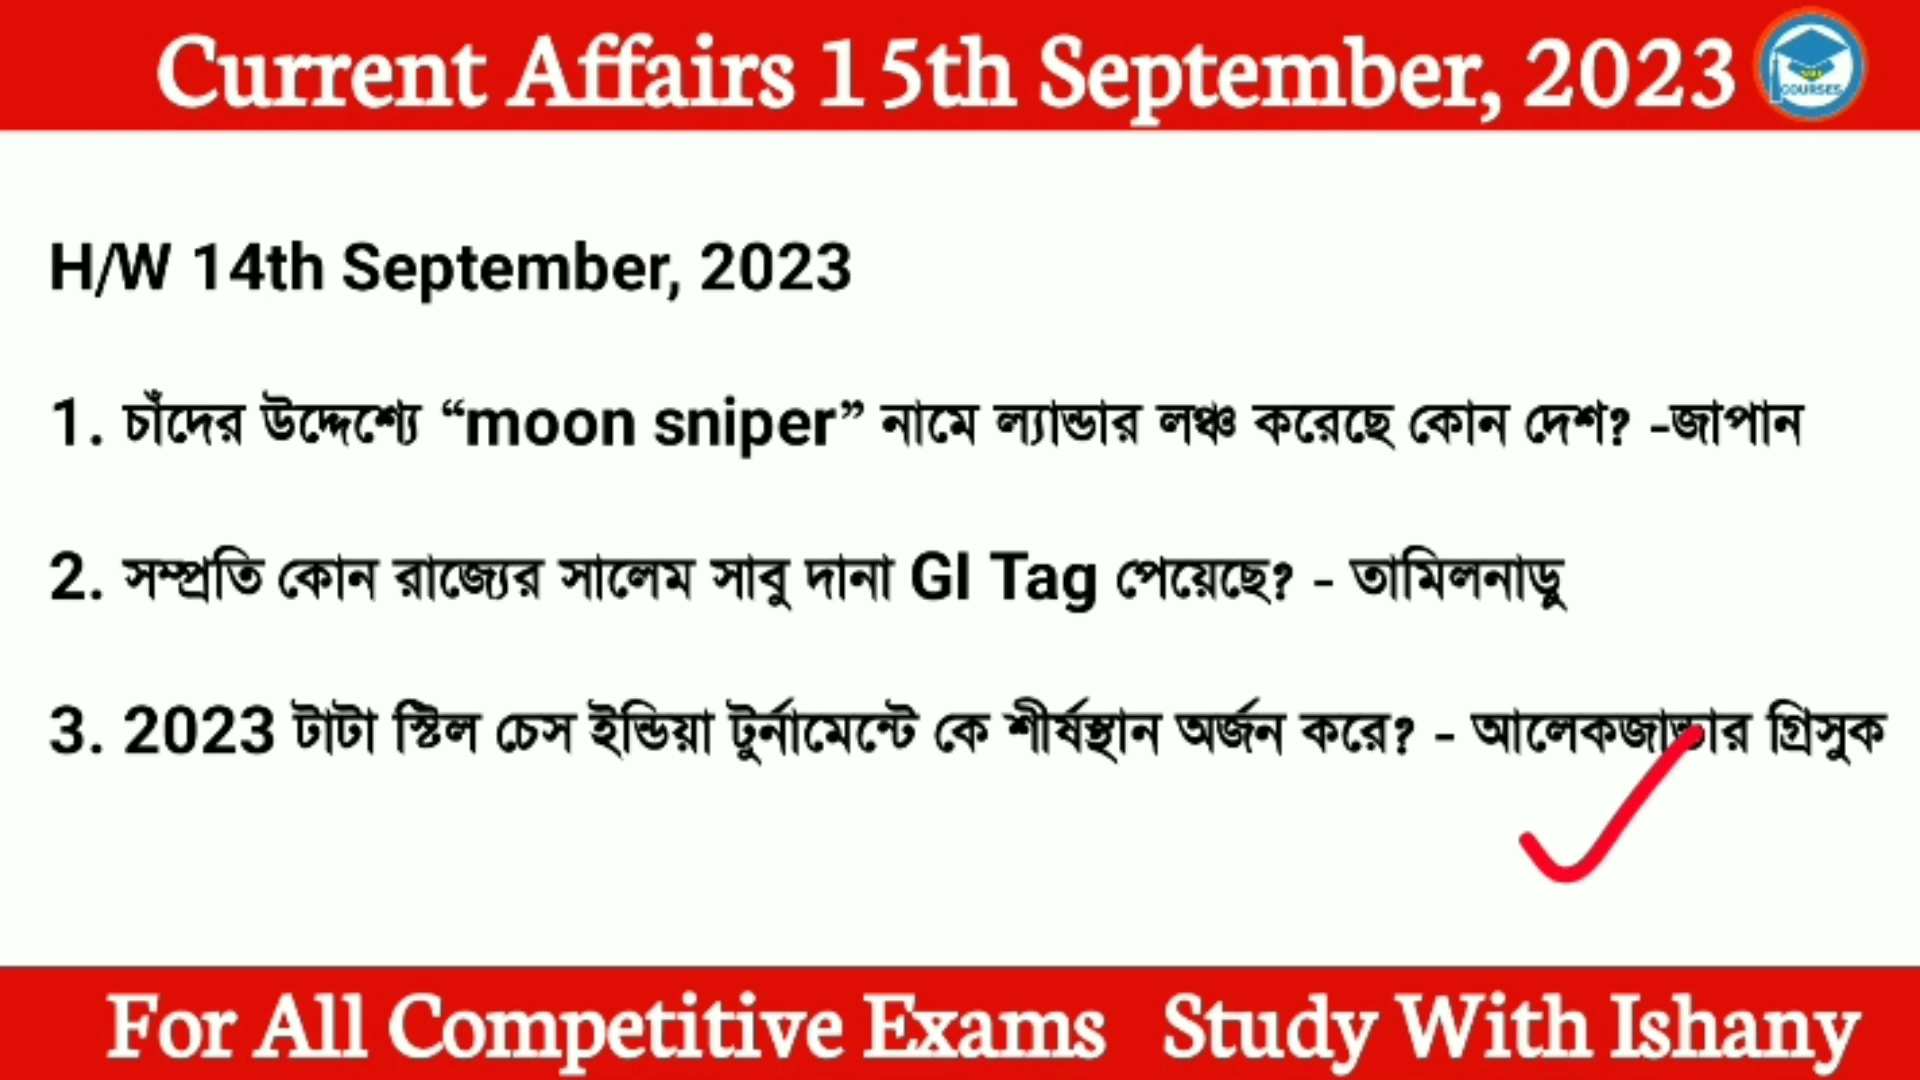 Current Affairs 15th September, 2023
COURSES
H/W 14th September, 2023
1. চাঁদের উদ্দেশ্যে “moon sniper” নামে ল্যান্ডার লঞ্চ করেছে কোন দেশ? -জাপান
2. সম্প্রতি কোন রাজ্যের সালেম সাবু দানা GI Tag পেয়েছে? - তামিলনাড়ু
3. 2023 টাটা স্টিল চেস ইন্ডিয়া টুর্নামেন্টে কে শীর্ষস্থান অর্জন করে? - আলেকজান্ডার গ্রিসুক
For All Competitive Exams Study With Ishany